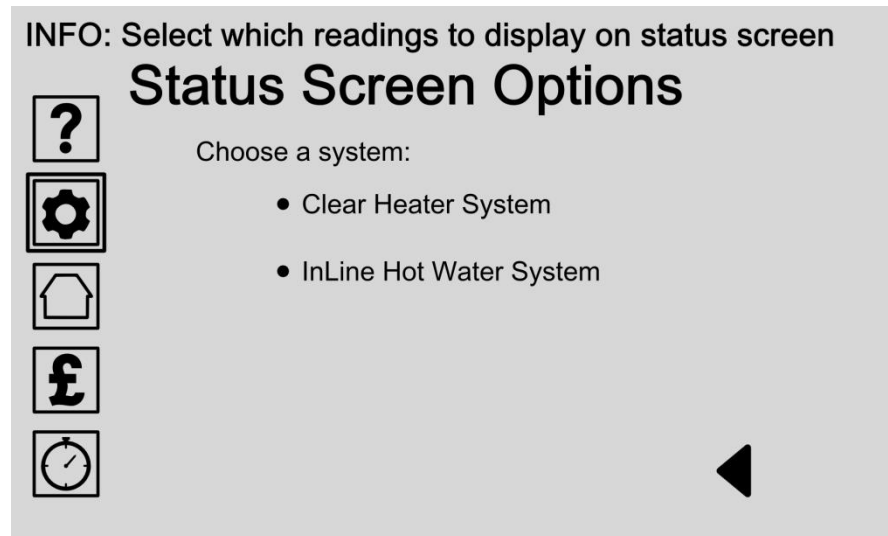 INFO: Select which readings to display on status screen
Status Screen Options
?
Choose a system:
• Clear Heater System
• InLine Hot Water System
£